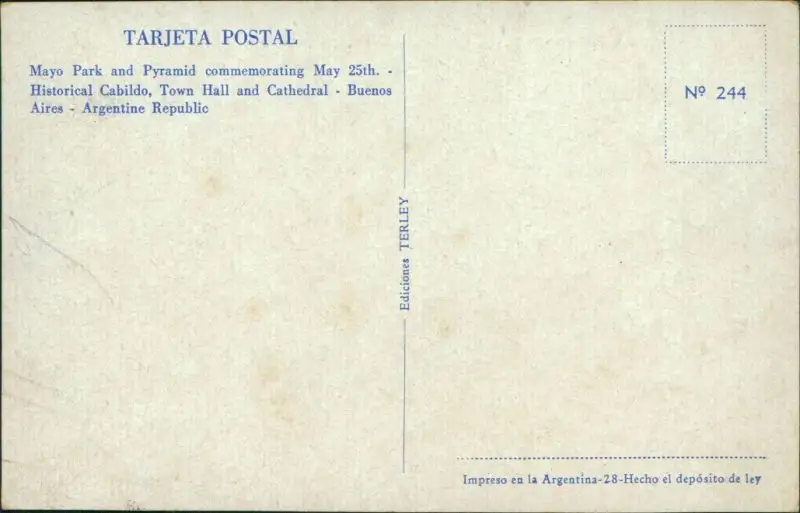 TARJETA POSTAL
Mayo Park and Pyramid commemorating May 25th. -
Historical Cabildo, Town Hall and Cathedral - Buenos
Aires - Argentine Republic
Ediciones TERLEY
Nº 244
Impreso en la Argentina-28-Hecho el depósito de ley